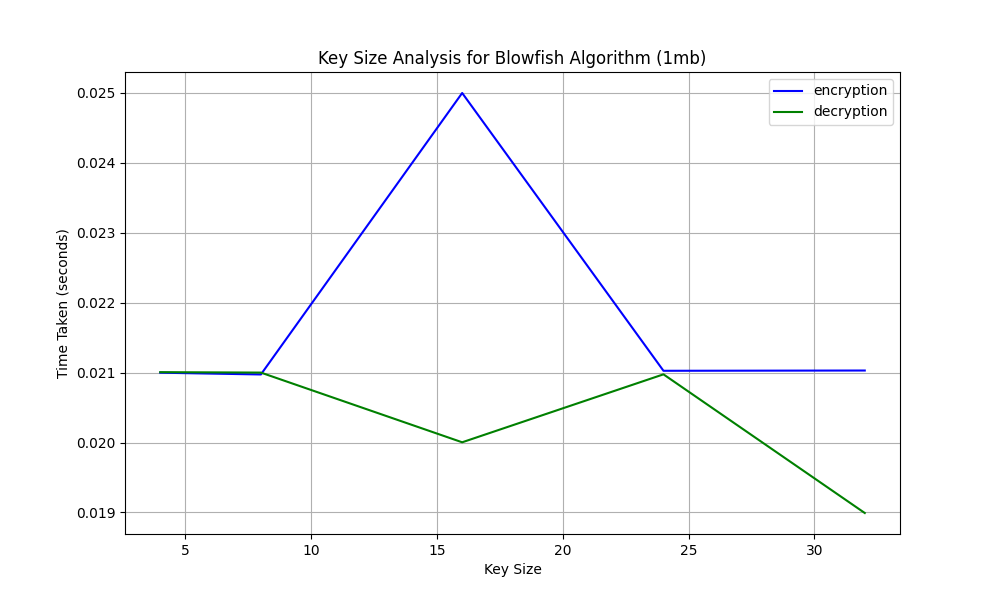 Key Size Analysis for Blowfish Algorithm (1mb)
encryption
decryption
Time Taken (seconds)
0.025
0.024
0.023
0.022
0.021
0.020
0.019
5 10 15 20 25 30
Key Size